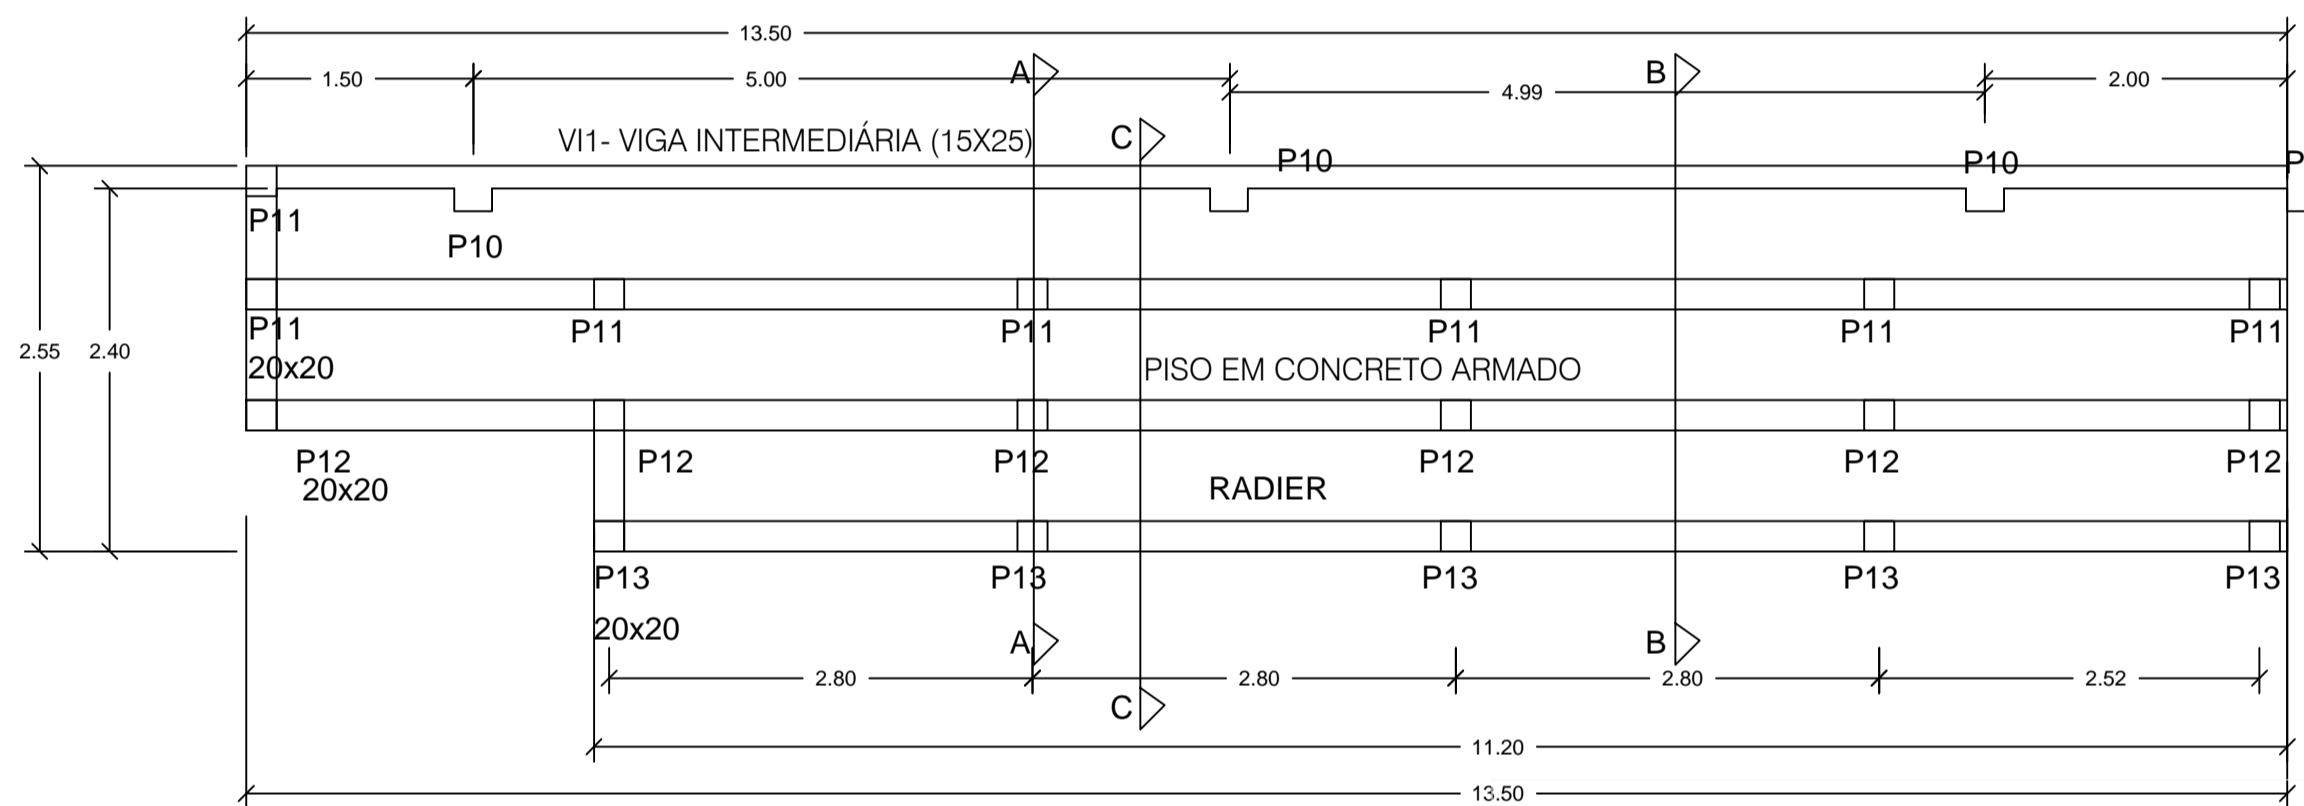 13.50
1.50 5.00 4.99 2.00
A B
VI1- VIGA INTERMEDIÁRIA (15X25)
C
P10 P10 P
P11
P10
P11 P11 P11 P11 P11 P11
20x20
2.55 2.40
PISO EM CONCRETO ARMADO
P12 P12 P12 P12 P12 P12
20x20
RADIER
P13 P13 P13 P13 P13
20x20
A B
2.80 2.80 2.80 2.52
C
11.20
13.50